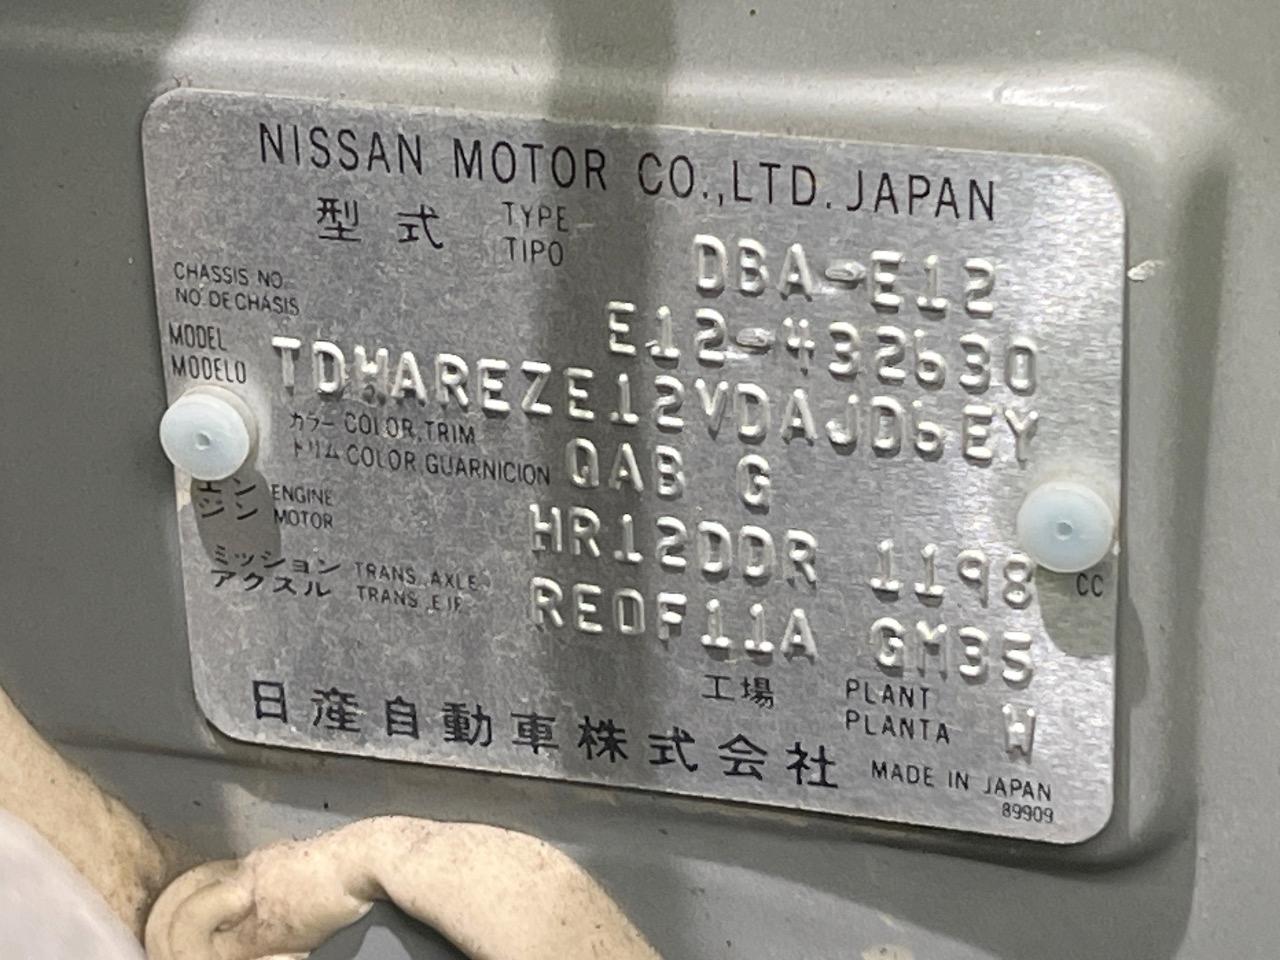 NISSAN MOTOR CO.,LTD. JAPAN
型式 TYPE DBA-E12
TIPO
CHASSIS NO. E12-432630
NO. DE CHASIS
MODEL TDWAREZE12VDAJD6EY
MODELO
カラー COLOR,TRIM QAB G
トリム COLOR,GUARNICION
エンジン ENGINE HR12DDR 1198 CC
MOTOR
ミッション TRANS. AXLE RE0F11A GM35
アクスル TRANS. EJE
工場 PLANT W
PLANTA
日産自動車株式会社 MADE IN JAPAN
89909